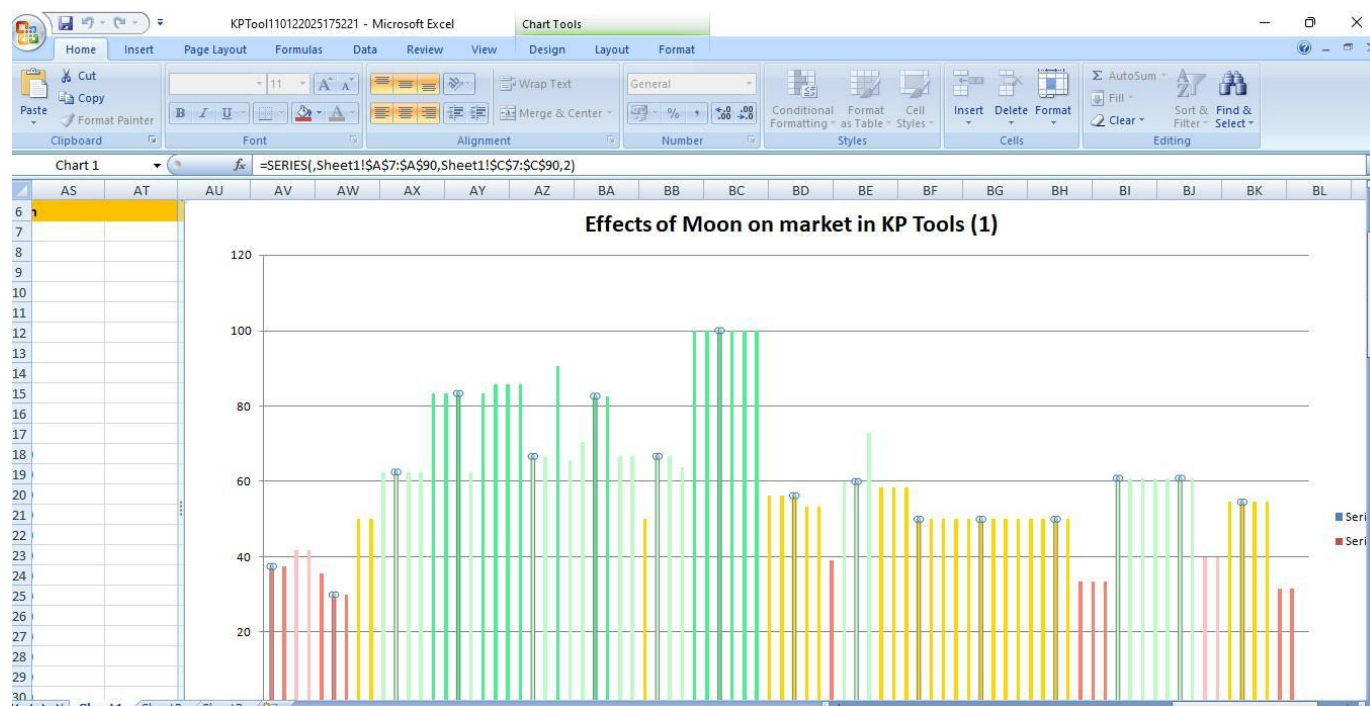 KPTool110122025175221 - Microsoft Excel
Chart Tools
Home Insert Page Layout Formulas Data Review View Design Layout Format
Cut
Copy
Format Painter
Paste
Clipboard
11
B I U
Font
Wrap Text
Merge & Center
Alignment
General
Number
Conditional Formatting
Format as Table
Cell Styles
Styles
Insert Delete Format
Cells
Σ AutoSum
Fill
Clear
Sort & Filter
Find & Select
Editing
Chart 1 fx =SERIES(,Sheet1!$A$7:$A$90,Sheet1!$C$7:$C$90,2)
AS AT AU AV AW AX AY AZ BA BB BC BD BE BF BG BH BI BJ BK BL
Effects of Moon on market in KP Tools (1)
6
7
8
9
10
11
12
13
14
15
16
17
18
19
20
21
22
23
24
25
26
27
28
29
30
120
100
80
60
40
20
Seri
Seri